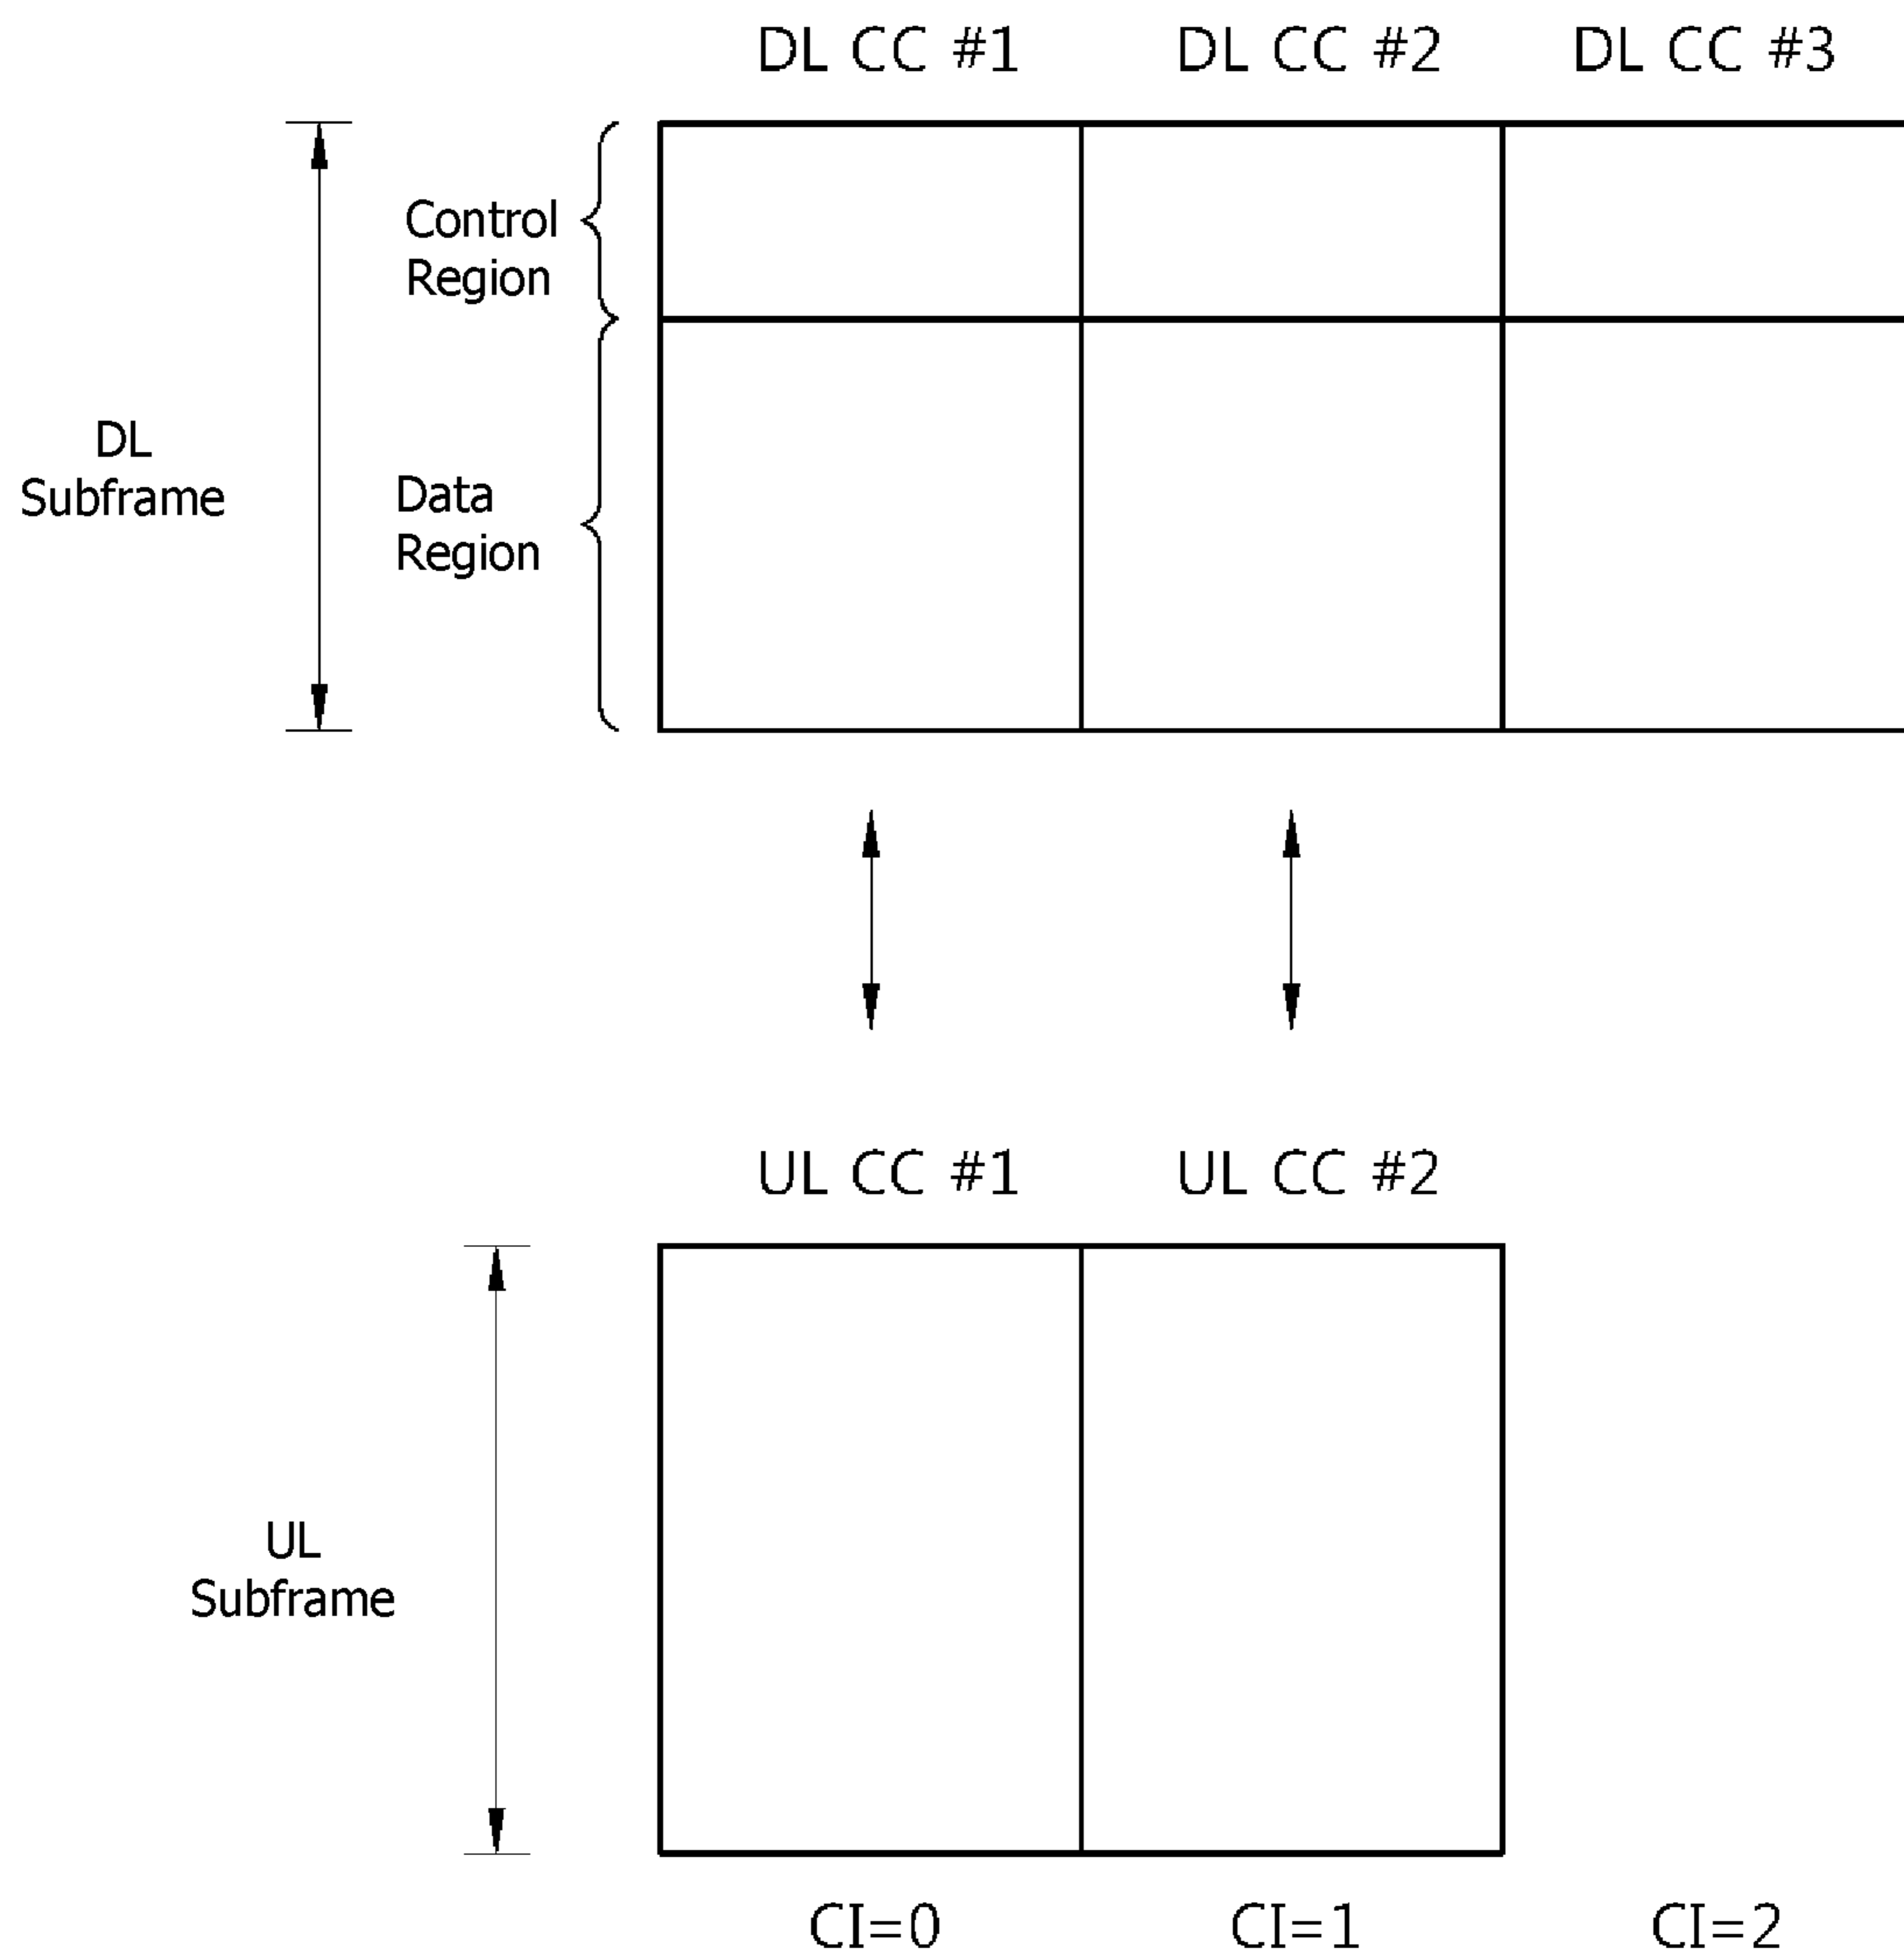 DL CC #1 DL CC #2 DL CC #3
Control
Region
DL
Subframe
Data
Region
UL CC #1 UL CC #2
UL
Subframe
CI=0 CI=1 CI=2